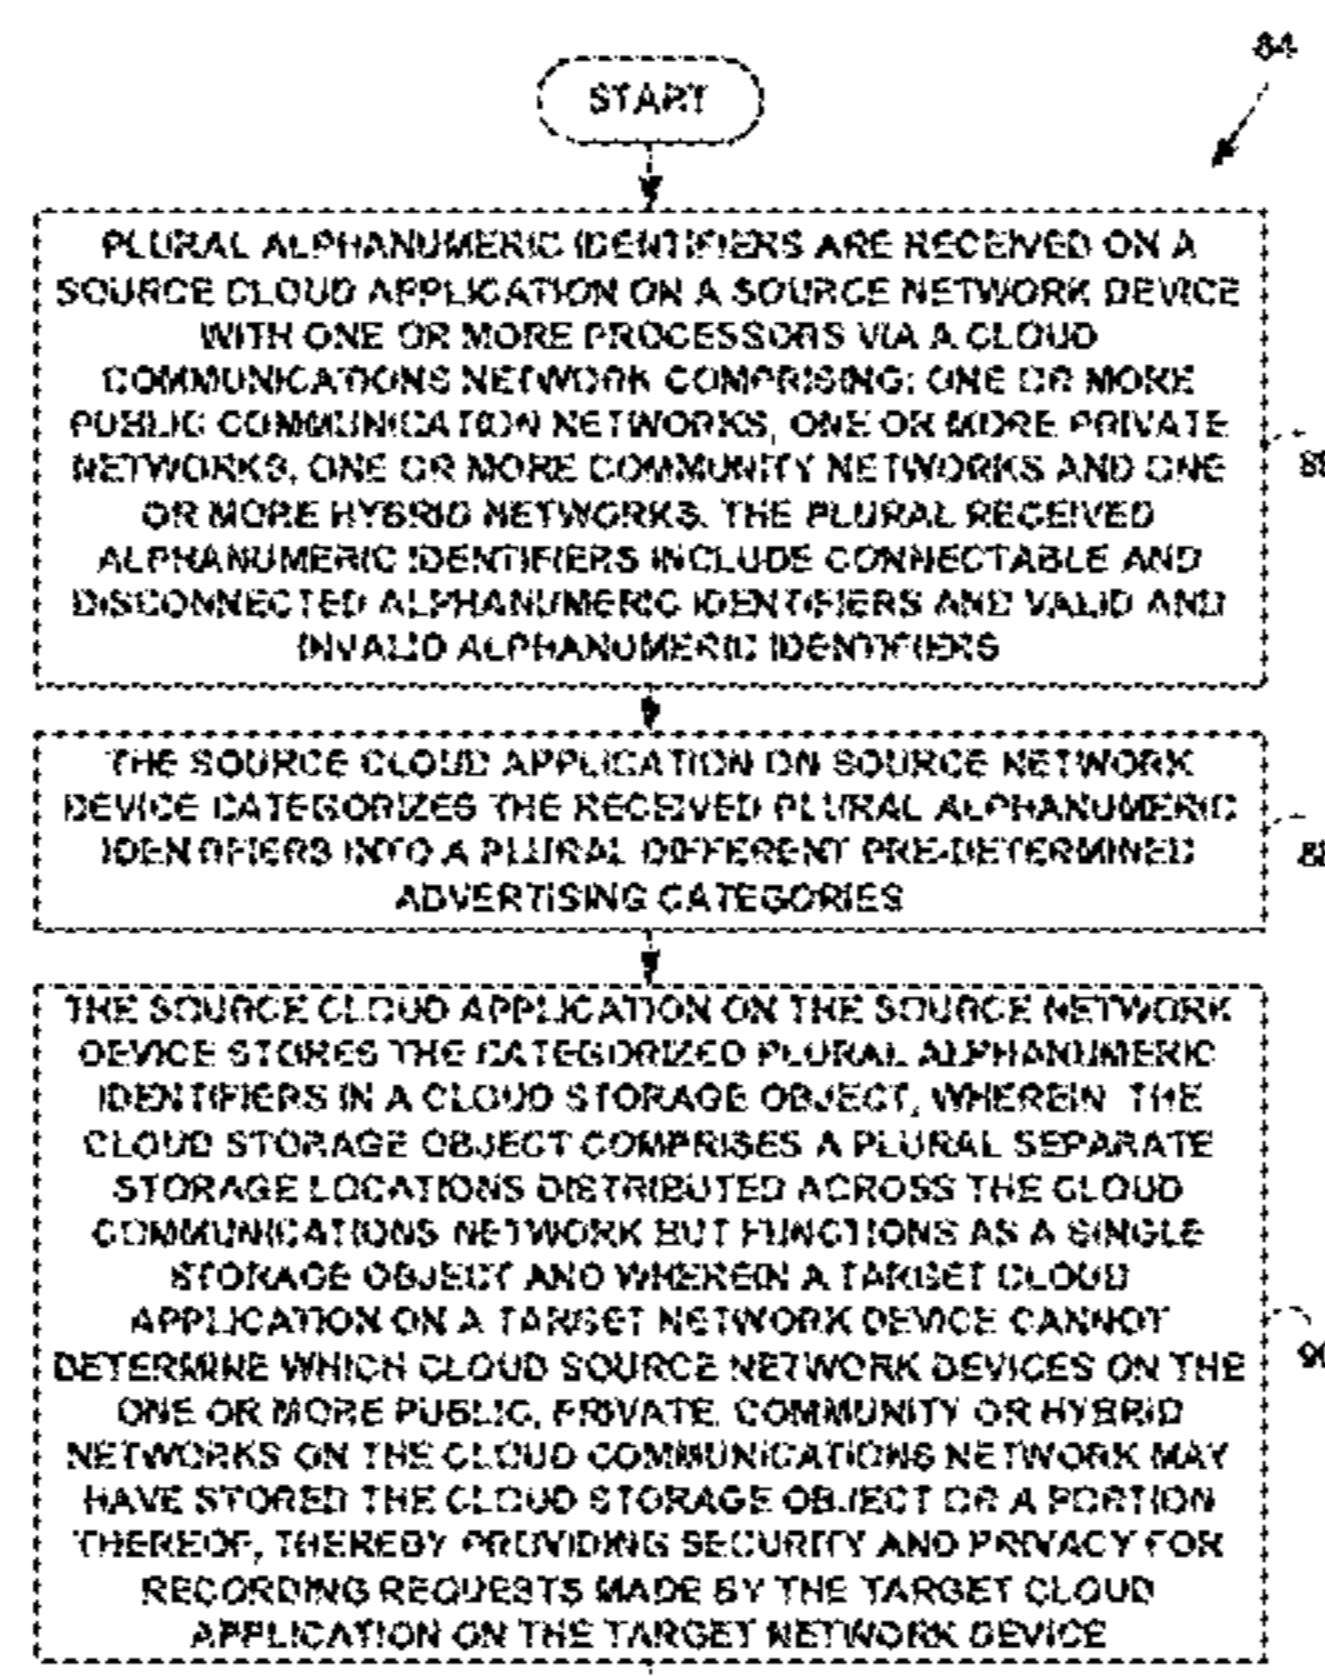 84
START
PLURAL ALPHANUMERIC IDENTIFIERS ARE RECEIVED ON A
SOURCE CLOUD APPLICATION ON A SOURCE NETWORK DEVICE
WITH ONE OR MORE PROCESSORS VIA A CLOUD
COMMUNICATIONS NETWORK COMPRISING: ONE OR MORE
PUBLIC COMMUNICATION NETWORKS, ONE OR MORE PRIVATE
NETWORKS, ONE OR MORE COMMUNITY NETWORKS AND ONE
OR MORE HYBRID NETWORKS. THE PLURAL RECEIVED
ALPHANUMERIC IDENTIFIERS INCLUDE CONNECTABLE AND
DISCONNECTED ALPHANUMERIC IDENTIFIERS AND VALID AND
INVALID ALPHANUMERIC IDENTIFIERS
THE SOURCE CLOUD APPLICATION ON SOURCE NETWORK
DEVICE CATEGORIZES THE RECEIVED PLURAL ALPHANUMERIC
IDENTIFIERS INTO A PLURAL DIFFERENT PRE-DETERMINED
ADVERTISING CATEGORIES
THE SOURCE CLOUD APPLICATION ON THE SOURCE NETWORK
DEVICE STORES THE CATEGORIZED PLURAL ALPHANUMERIC
IDENTIFIERS IN A CLOUD STORAGE OBJECT, WHEREIN THE
CLOUD STORAGE OBJECT COMPRISES A PLURAL SEPARATE
STORAGE LOCATIONS DISTRIBUTED ACROSS THE CLOUD
COMMUNICATIONS NETWORK BUT FUNCTIONS AS A SINGLE
STORAGE OBJECT AND WHEREIN A TARGET CLOUD
APPLICATION ON A TARGET NETWORK DEVICE CANNOT
DETERMINE WHICH CLOUD SOURCE NETWORK DEVICES ON THE
ONE OR MORE PUBLIC, PRIVATE, COMMUNITY OR HYBRID
NETWORKS ON THE CLOUD COMMUNICATIONS NETWORK MAY
HAVE STORED THE CLOUD STORAGE OBJECT OR A PORTION
THEREOF, THEREBY PROVIDING SECURITY AND PRIVACY FOR
RECORDING REQUESTS MADE BY THE TARGET CLOUD
APPLICATION ON THE TARGET NETWORK DEVICE